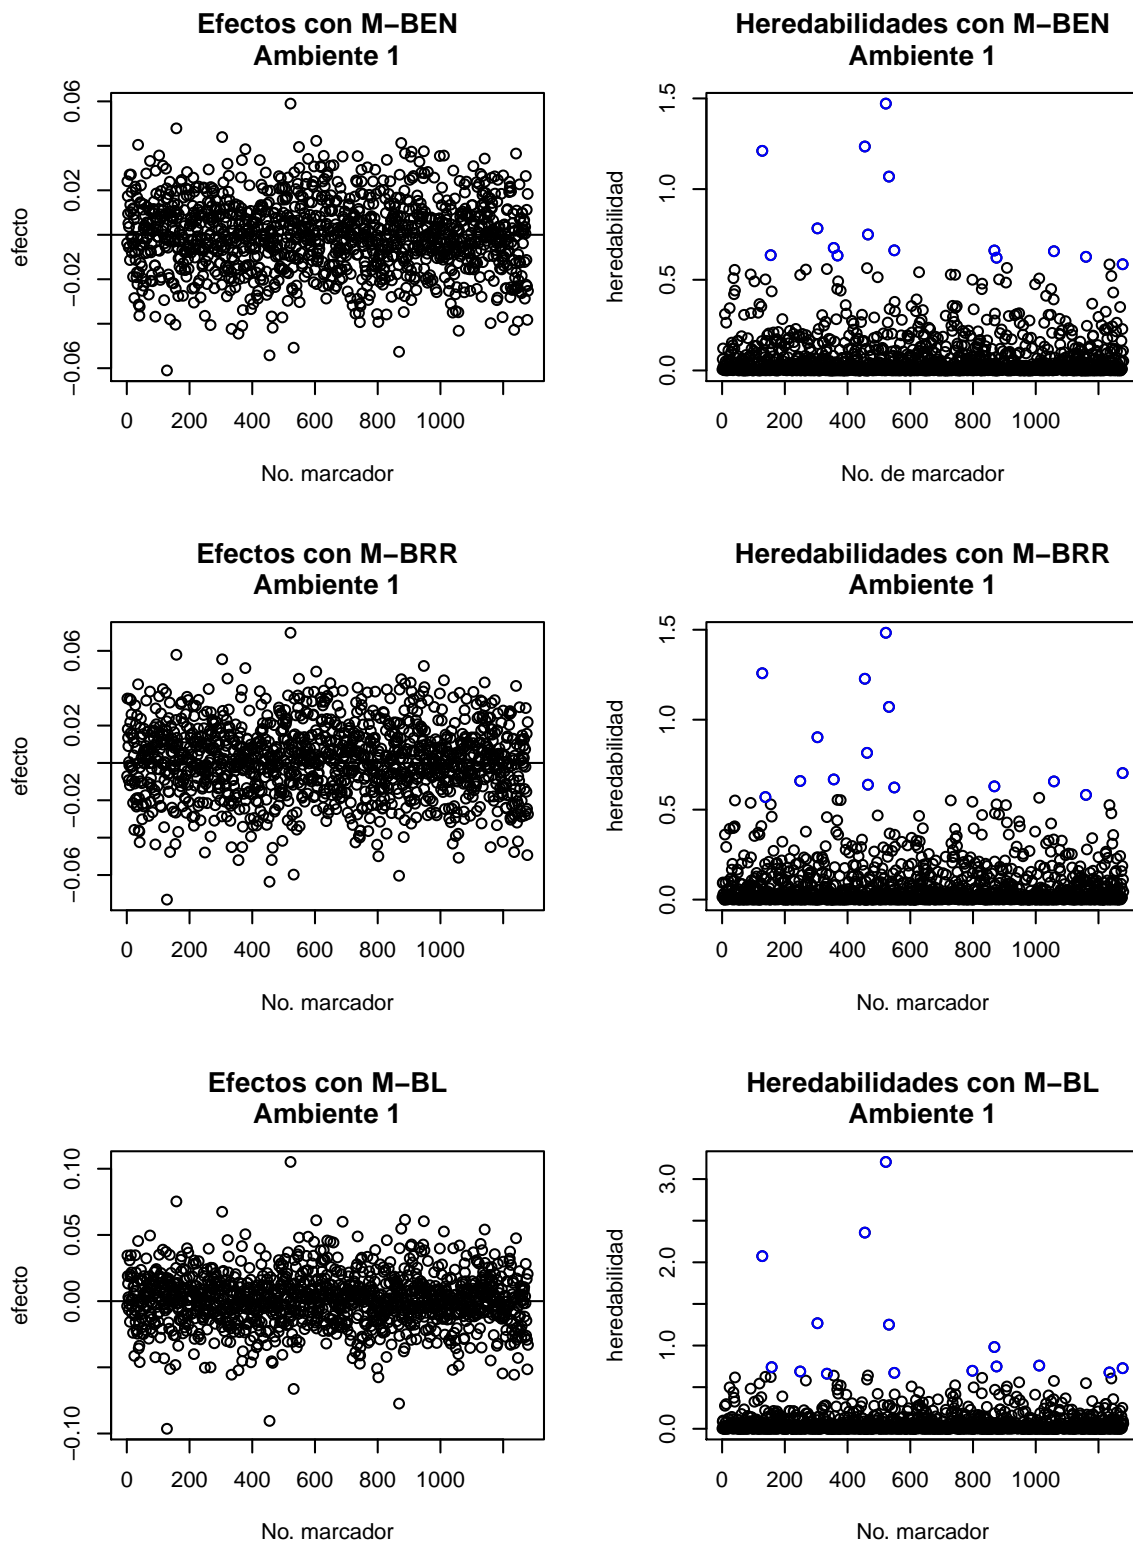 Efectos con M−BEN
Ambiente 1
efecto
0.06
0.02
−0.02
−0.06
0 200 400 600 800 1000
No. marcador
Heredabilidades con M−BEN
Ambiente 1
heredabilidad
1.5
1.0
0.5
0.0
0 200 400 600 800 1000
No. de marcador
Efectos con M−BRR
Ambiente 1
efecto
0.06
0.02
−0.02
−0.06
0 200 400 600 800 1000
No. marcador
Heredabilidades con M−BRR
Ambiente 1
heredabilidad
1.5
1.0
0.5
0.0
0 200 400 600 800 1000
No. marcador
Efectos con M−BL
Ambiente 1
efecto
0.10
0.05
0.00
−0.10
0 200 400 600 800 1000
No. marcador
Heredabilidades con M−BL
Ambiente 1
heredabilidad
3.0
2.0
1.0
0.0
0 200 400 600 800 1000
No. marcador